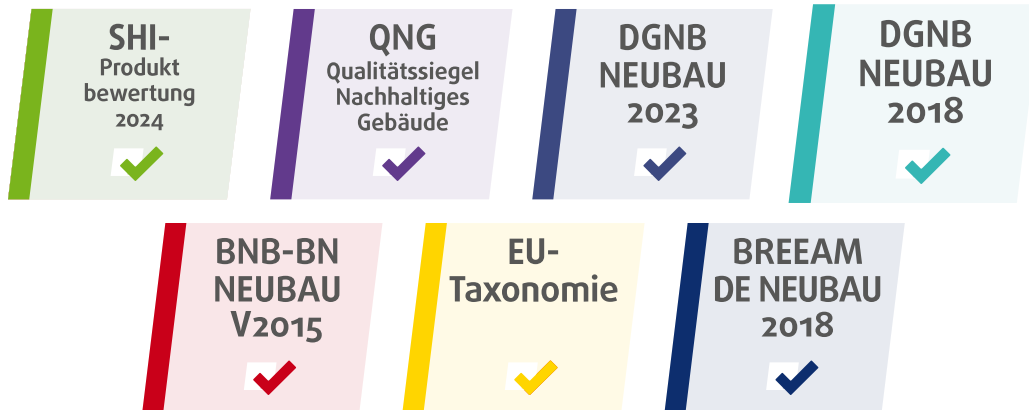 SHI-
Produkt
bewertung
2024
QNG
Qualitätssiegel
Nachhaltiges
Gebäude
DGNB
NEUBAU
2023
DGNB
NEUBAU
2018
BNB-BN
NEUBAU
V2015
EU-
Taxonomie
BREEAM
DE NEUBAU
2018